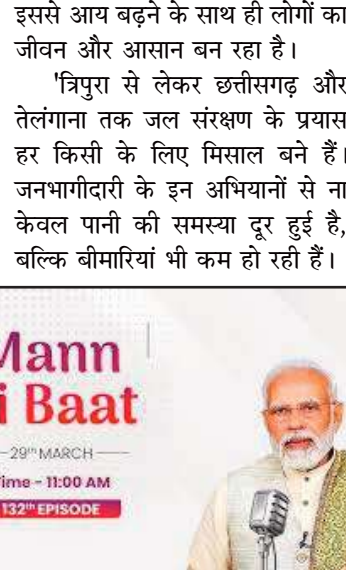 इससे आय बढ़ने के साथ ही लोगों का
जीवन और आसान बन रहा है।
'त्रिपुरा से लेकर छत्तीसगढ़ और
तेलंगाना तक जल संरक्षण के प्रयास
हर किसी के लिए मिसाल बने हैं।
जनभागीदारी के इन अभियानों से ना
केवल पानी की समस्या दूर हुई है,
बल्कि बीमारियां भी कम हो रही हैं।
Mann
i Baat
29th MARCH
Time - 11:00 AM
132th EPISODE